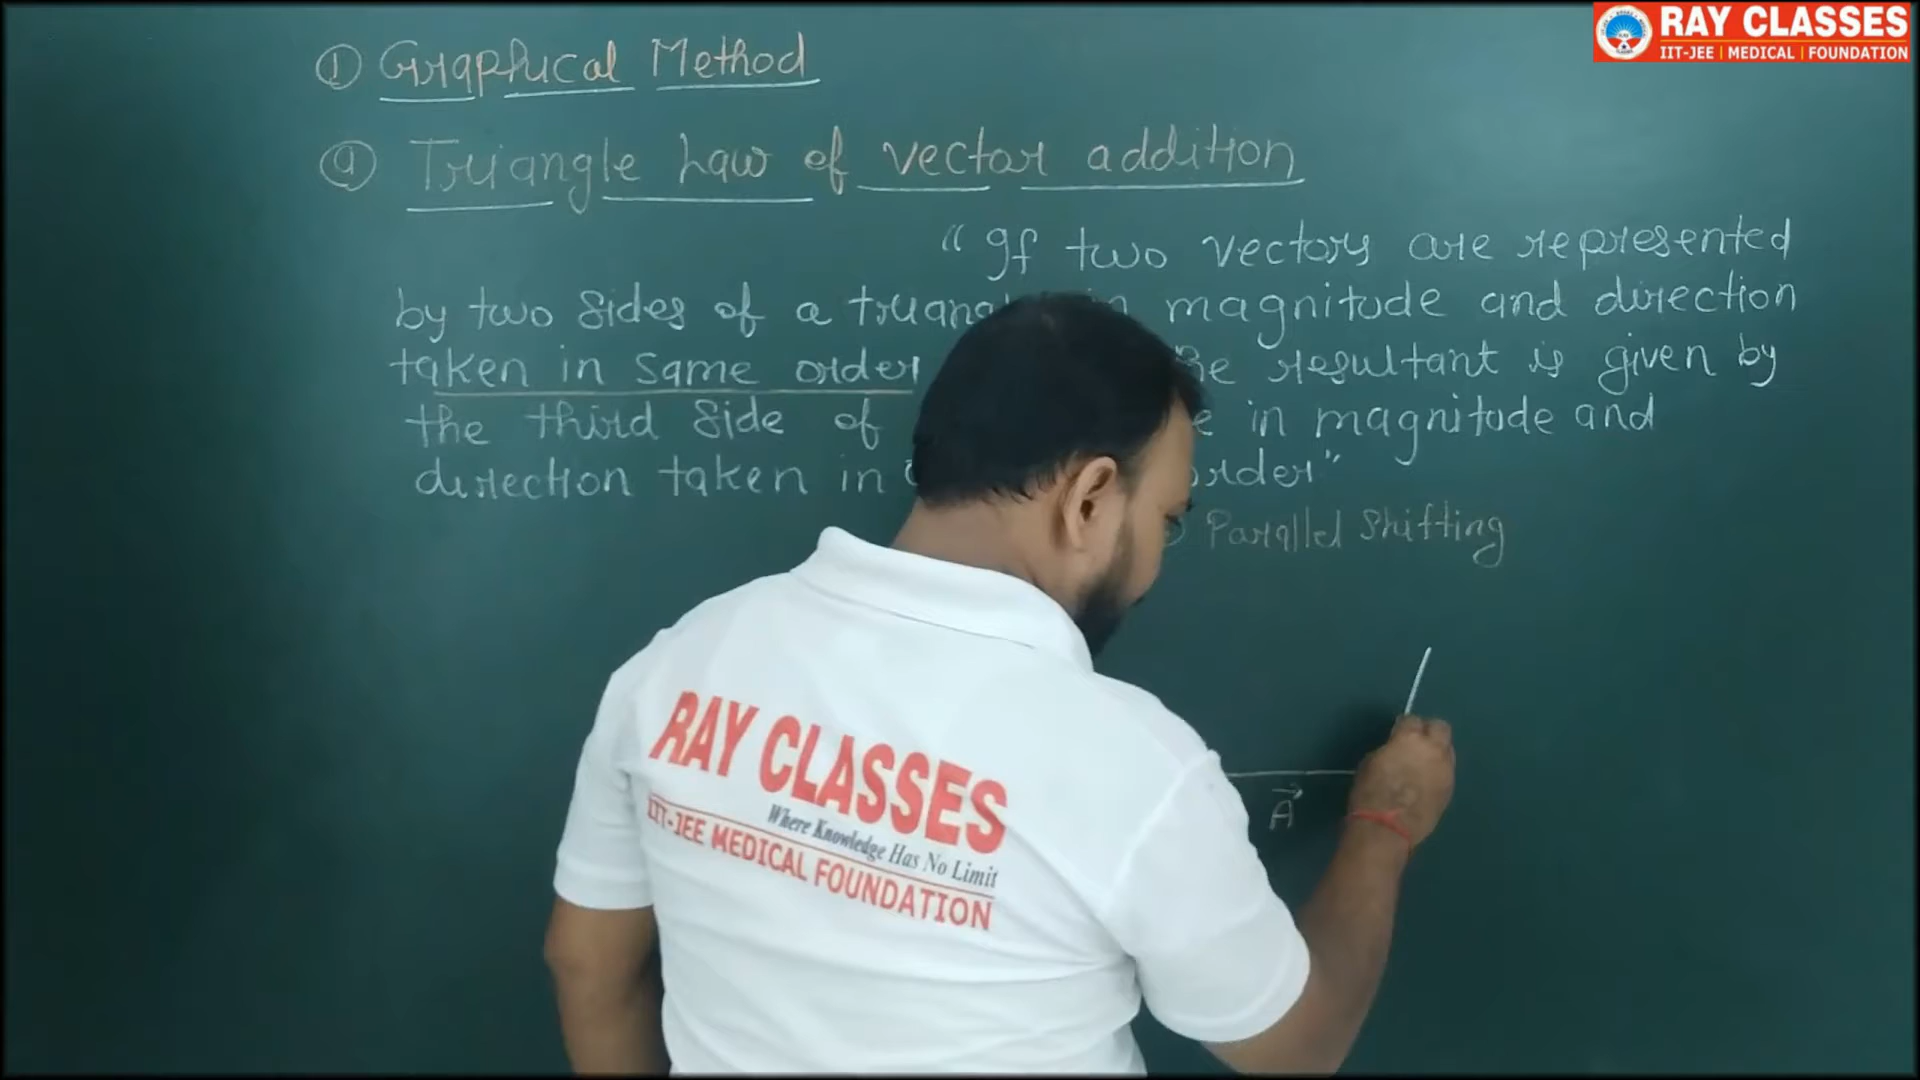 RAY CLASSES
IIT-JEE | MEDICAL | FOUNDATION
① Graphical Method
ⓐ Triangle Law of vector addition
"If two vectors are represented
by two sides of a in magnitude and direction
taken in same order resultant is given by
the third side of in magnitude and
direction taken in order"
Parallel Shifting
A⃗
RAY CLASSES
Where Knowledge Has No Limit
IIT-JEE MEDICAL FOUNDATION